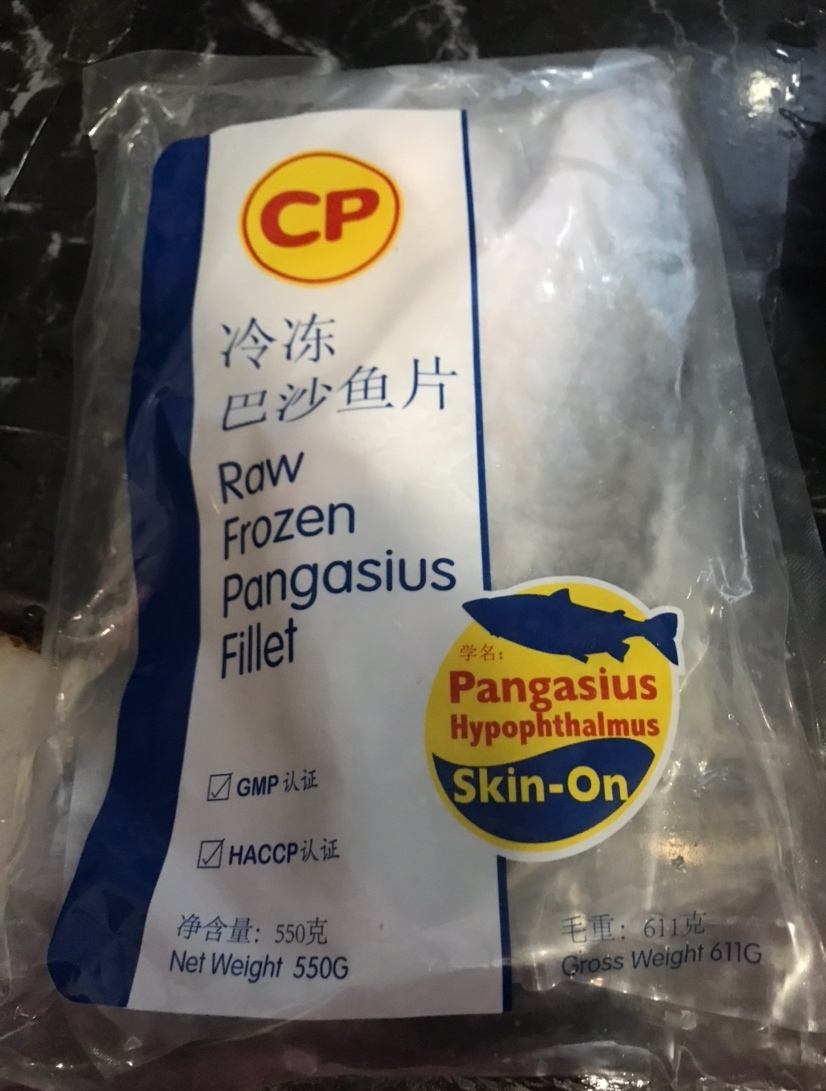 CP
冷冻
巴沙鱼片
Raw
Frozen
Pangasius
Fillet
学名:
Pangasius
Hypophthalmus
Skin-On
GMP认证
HACCP认证
净含量: 550克
Net Weight 550G
毛重: 611克
Gross Weight 611G